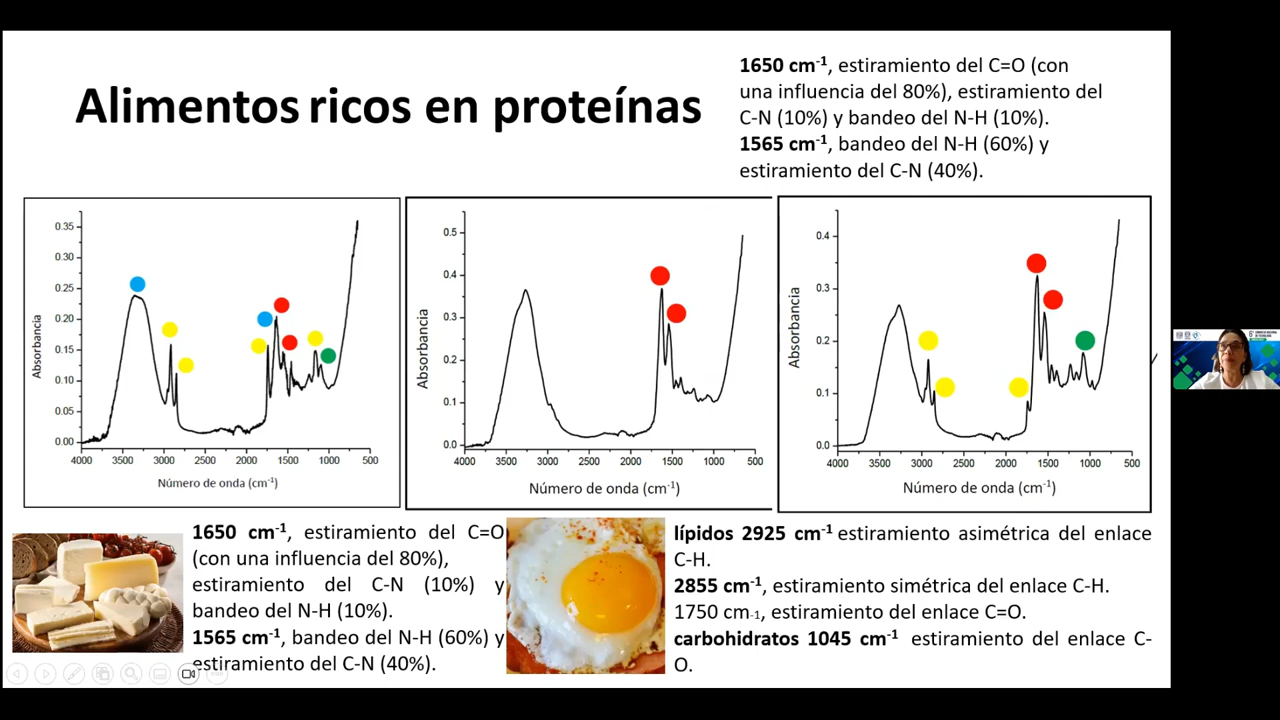 Alimentos ricos en proteínas
1650 cm-1, estiramiento del C=O (con
una influencia del 80%), estiramiento del
C-N (10%) y bandeo del N-H (10%).
1565 cm-1, bandeo del N-H (60%) y
estiramiento del C-N (40%).
0.35
0.30
0.25
0.20
0.15
0.10
0.05
0.00
Absorbancia
4000 3500 3000 2500 2000 1500 1000 500
Número de onda (cm-1)
0.5
0.4
0.3
0.2
0.1
0.0
Absorbancia
4000 3500 3000 2500 2000 1500 1000 500
Número de onda (cm-1)
0.4
0.3
0.2
0.1
0.0
Absorbancia
4000 3500 3000 2500 2000 1500 1000 500
Número de onda (cm-1)
1650 cm-1, estiramiento del C=O
(con una influencia del 80%),
estiramiento del C-N (10%) y
bandeo del N-H (10%).
1565 cm-1, bandeo del N-H (60%) y
estiramiento del C-N (40%).
lípidos 2925 cm-1 estiramiento asimétrica del enlace
C-H.
2855 cm-1, estiramiento simétrica del enlace C-H.
1750 cm-1, estiramiento del enlace C=O.
carbohidratos 1045 cm-1 estiramiento del enlace C-
O.